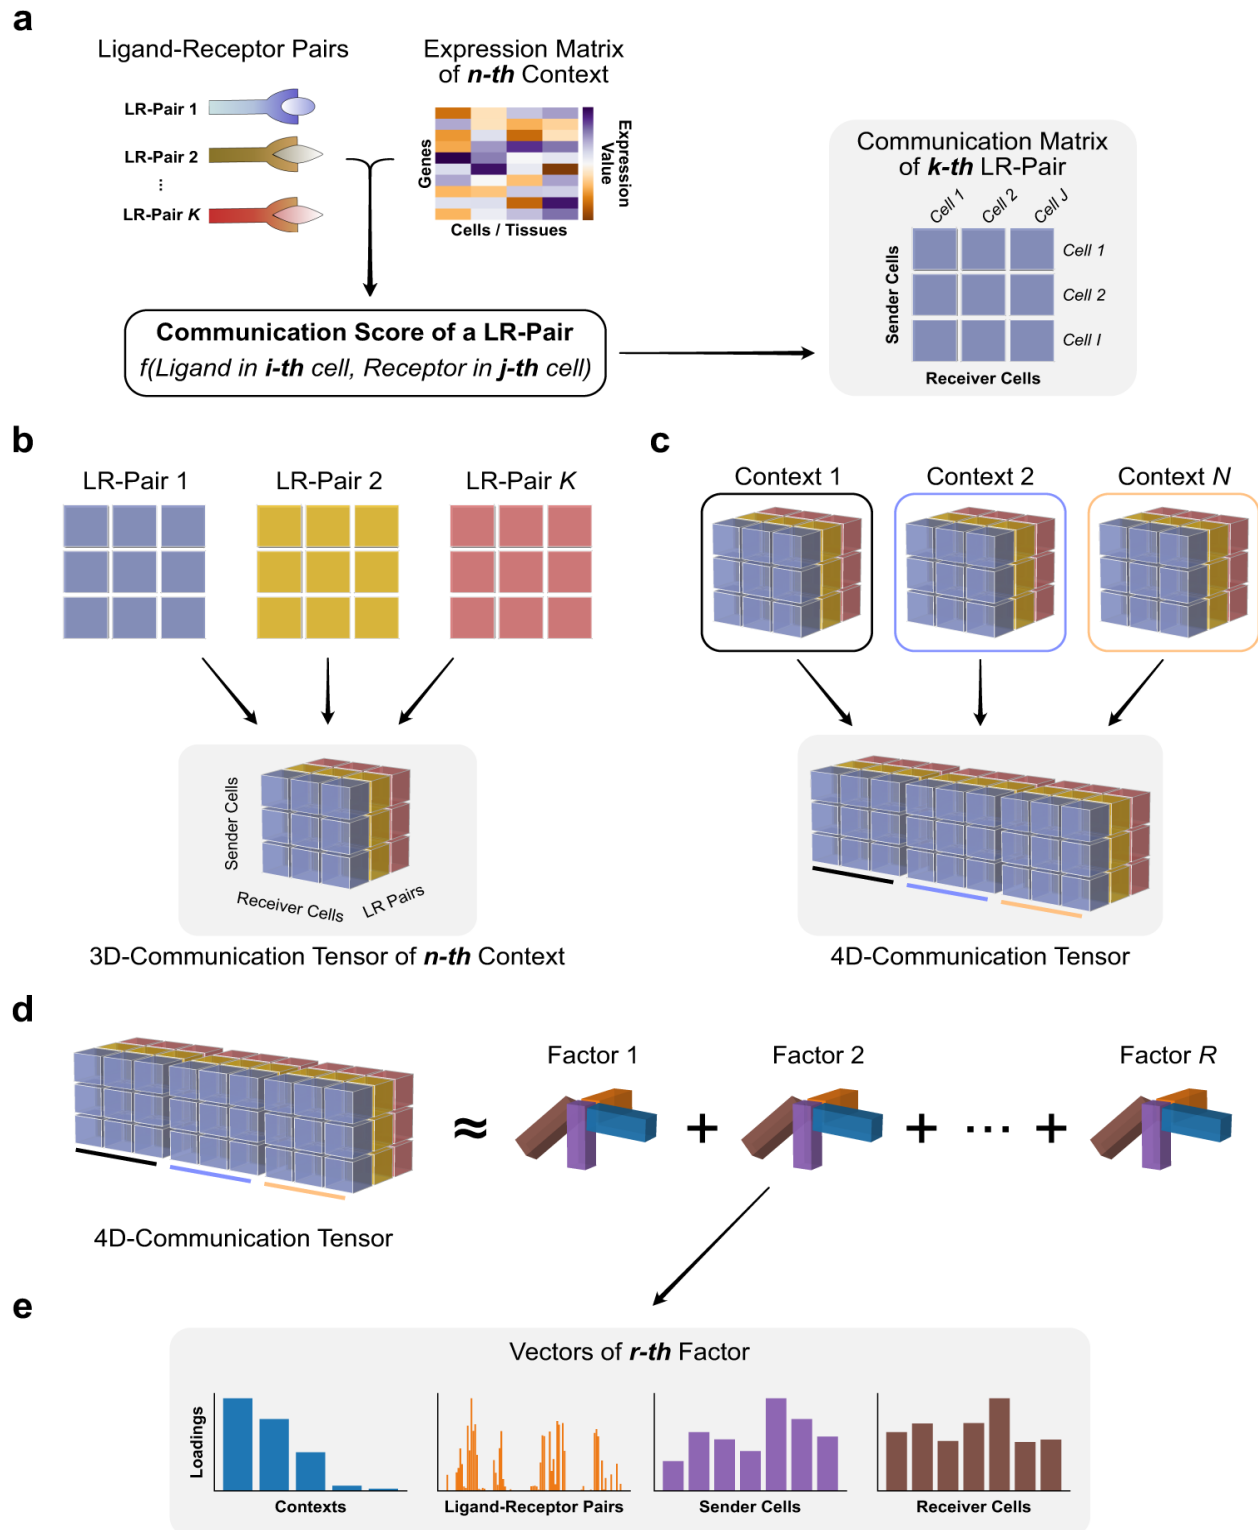 a
Ligand-Receptor Pairs
LR-Pair 1
LR-Pair 2
⋮
LR-Pair K
Expression Matrix
of n-th Context
Genes
Expression
Value
Cells / Tissues
Communication Score of a LR-Pair
f(Ligand in i-th cell, Receptor in j-th cell)
Communication Matrix
of k-th LR-Pair
Cell 1
Cell 2
Cell J
Sender Cells
Cell 1
Cell 2
Cell I
Receiver Cells
b
LR-Pair 1
LR-Pair 2
LR-Pair K
Sender Cells
Receiver Cells
LR Pairs
3D-Communication Tensor of n-th Context
c
Context 1
Context 2
Context N
4D-Communication Tensor
d
4D-Communication Tensor
≈
Factor 1
+
Factor 2
+ ··· +
Factor R
e
Vectors of r-th Factor
Loadings
Contexts
Ligand-Receptor Pairs
Sender Cells
Receiver Cells